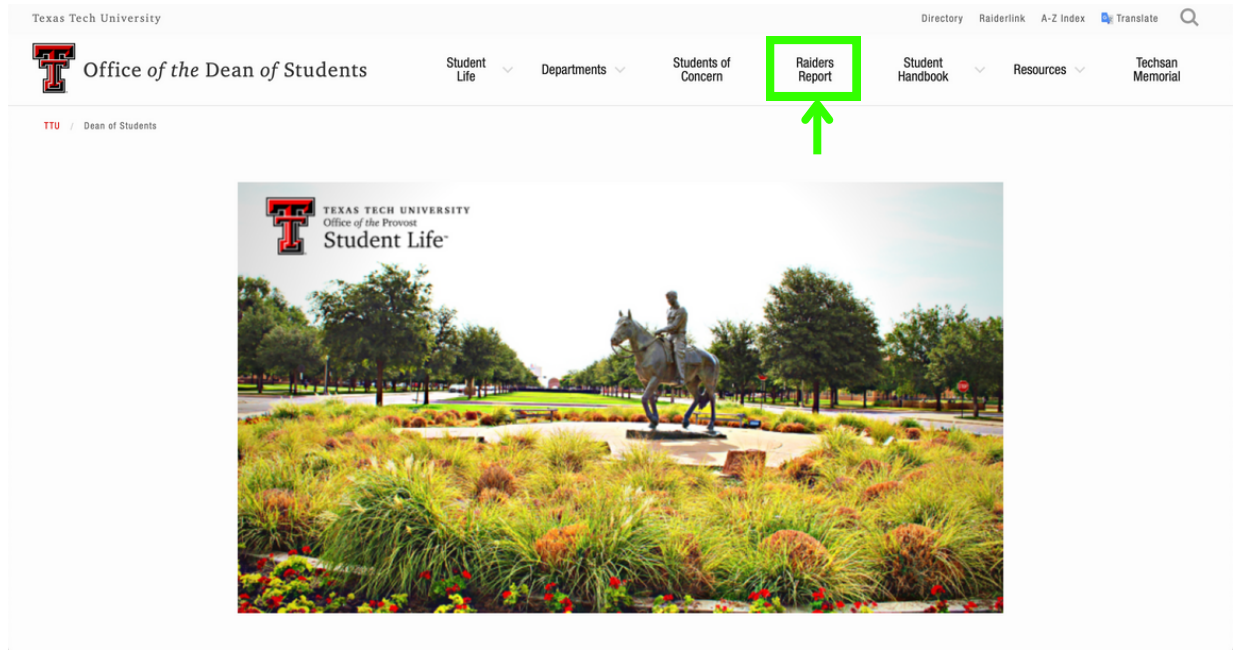 Texas Tech University
Directory Raiderlink A-Z Index Translate
Office of the Dean of Students
Student Life
Departments
Students of Concern
Raiders Report
Student Handbook
Resources
Techsan Memorial
TTU / Dean of Students
TEXAS TECH UNIVERSITY
Office of the Provost
Student Life™